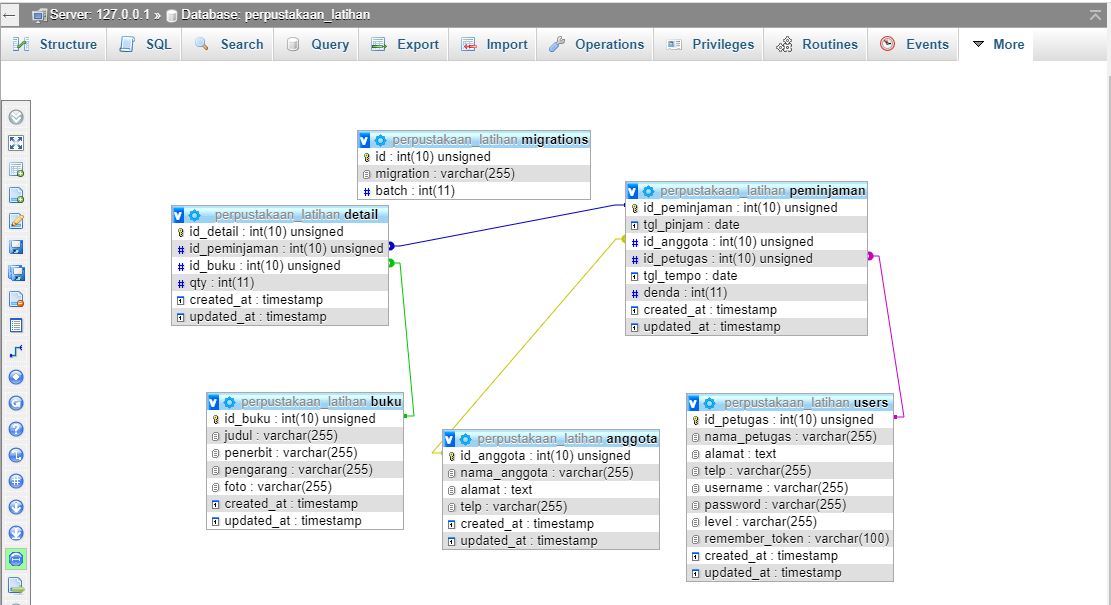 Server: 127.0.0.1 » Database: perpustakaan_latihan
Structure SQL Search Query Export Import Operations Privileges Routines Events More
perpustakaan_latihan migrations
id : int(10) unsigned
migration : varchar(255)
batch : int(11)
perpustakaan_latihan peminjaman
id_peminjaman : int(10) unsigned
tgl_pinjam : date
id_anggota : int(10) unsigned
id_petugas : int(10) unsigned
tgl_tempo : date
denda : int(11)
created_at : timestamp
updated_at : timestamp
perpustakaan_latihan detail
id_detail : int(10) unsigned
id_peminjaman : int(10) unsigned
id_buku : int(10) unsigned
qty : int(11)
created_at : timestamp
updated_at : timestamp
perpustakaan_latihan buku
id_buku : int(10) unsigned
judul : varchar(255)
penerbit : varchar(255)
pengarang : varchar(255)
foto : varchar(255)
created_at : timestamp
updated_at : timestamp
perpustakaan_latihan anggota
id_anggota : int(10) unsigned
nama_anggota : varchar(255)
alamat : text
telp : varchar(255)
created_at : timestamp
updated_at : timestamp
perpustakaan_latihan users
id_petugas : int(10) unsigned
nama_petugas : varchar(255)
alamat : text
telp : varchar(255)
username : varchar(255)
password : varchar(255)
level : varchar(255)
remember_token : varchar(100)
created_at : timestamp
updated_at : timestamp